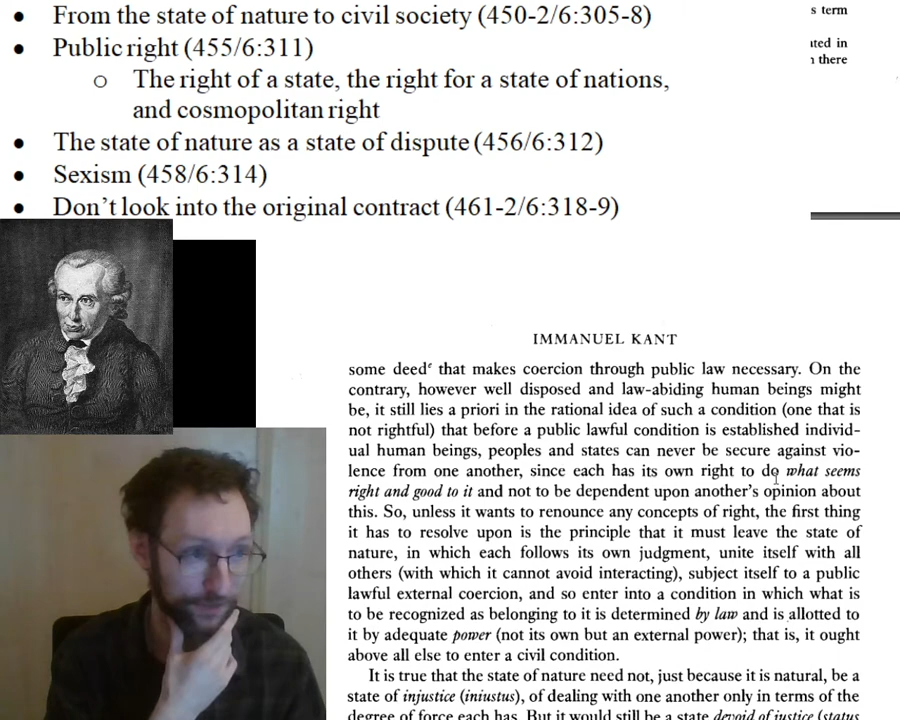 From the state of nature to civil society (450-2/6:305-8)
Public right (455/6:311)
The right of a state, the right for a state of nations,
and cosmopolitan right
The state of nature as a state of dispute (456/6:312)
Sexism (458/6:314)
Don't look into the original contract (461-2/6:318-9)
s term
ted in
there
IMMANUEL KANT
some deedᵉ that makes coercion through public law necessary. On the
contrary, however well disposed and law-abiding human beings might
be, it still lies a priori in the rational idea of such a condition (one that is
not rightful) that before a public lawful condition is established individ-
ual human beings, peoples and states can never be secure against vio-
lence from one another, since each has its own right to do what seems
right and good to it and not to be dependent upon another's opinion about
this. So, unless it wants to renounce any concepts of right, the first thing
it has to resolve upon is the principle that it must leave the state of
nature, in which each follows its own judgment, unite itself with all
others (with which it cannot avoid interacting), subject itself to a public
lawful external coercion, and so enter into a condition in which what is
to be recognized as belonging to it is determined by law and is allotted to
it by adequate power (not its own but an external power); that is, it ought
above all else to enter a civil condition.
It is true that the state of nature need not, just because it is natural, be a
state of injustice (iniustus), of dealing with one another only in terms of the
degree of force each has. But it would still be a state devoid of justice (status